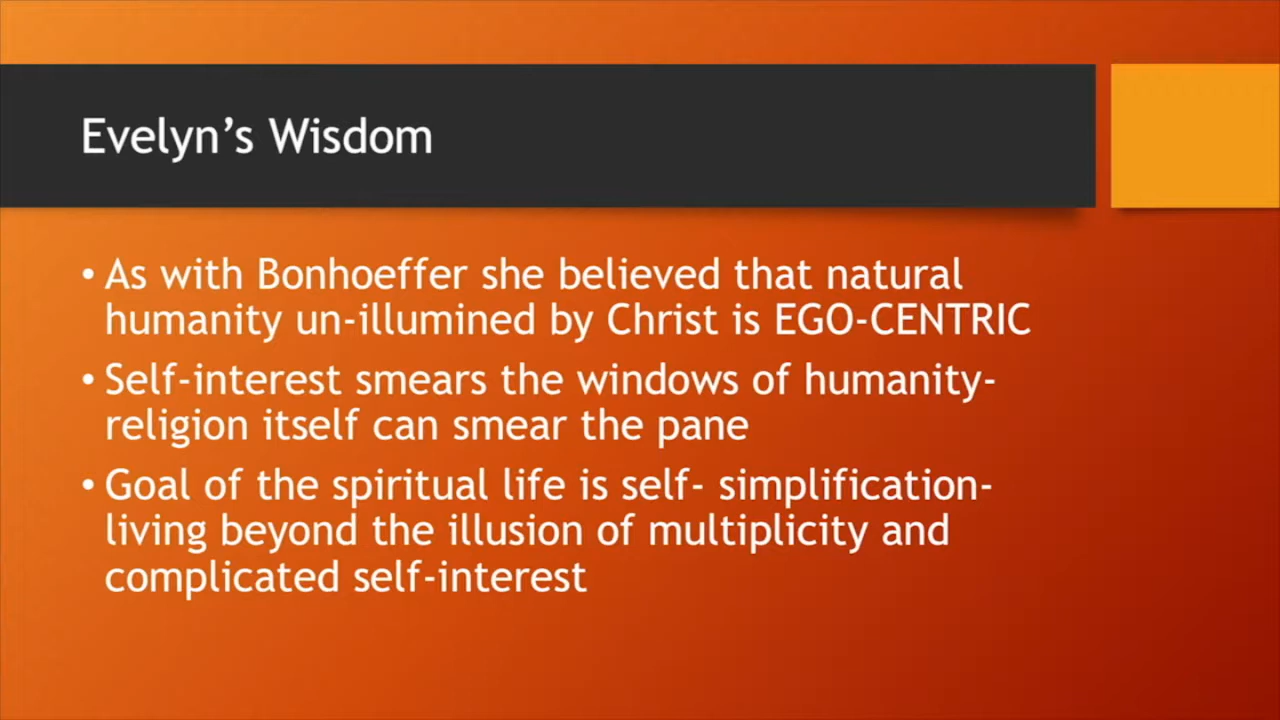 Evelyn’s Wisdom
• As with Bonhoeffer she believed that natural
humanity un-illumined by Christ is EGO-CENTRIC
• Self-interest smears the windows of humanity-
religion itself can smear the pane
• Goal of the spiritual life is self- simplification-
living beyond the illusion of multiplicity and
complicated self-interest